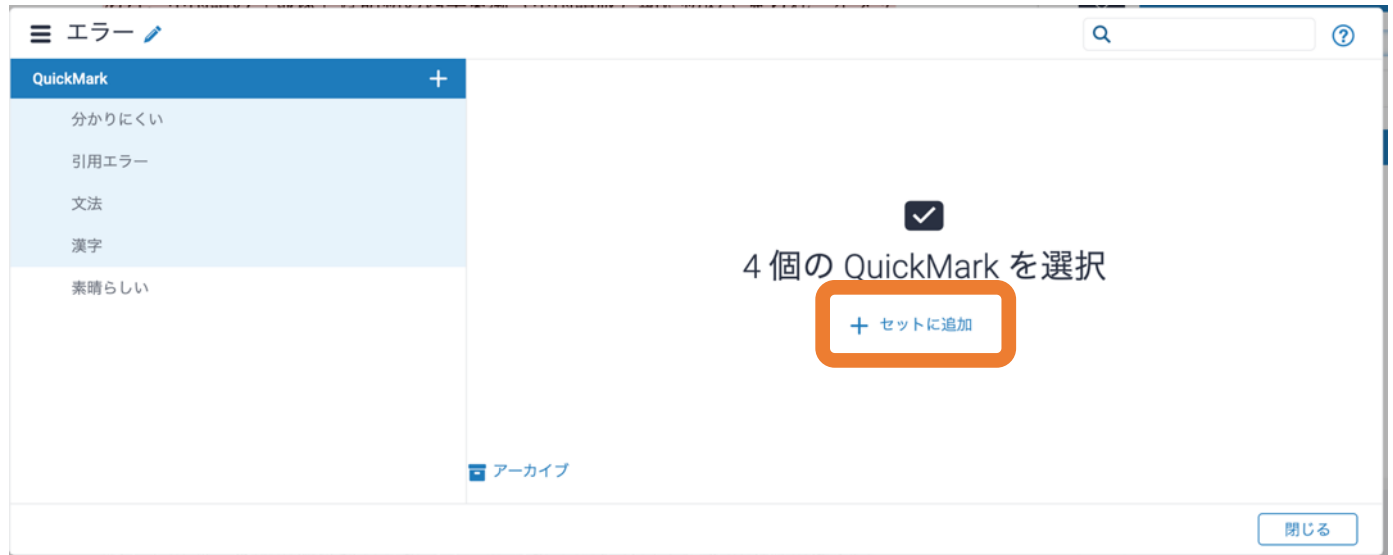 エラー
QuickMark
分かりにくい
引用エラー
文法
漢字
素晴らしい
4 個の QuickMark を選択
セットに追加
アーカイブ
閉じる